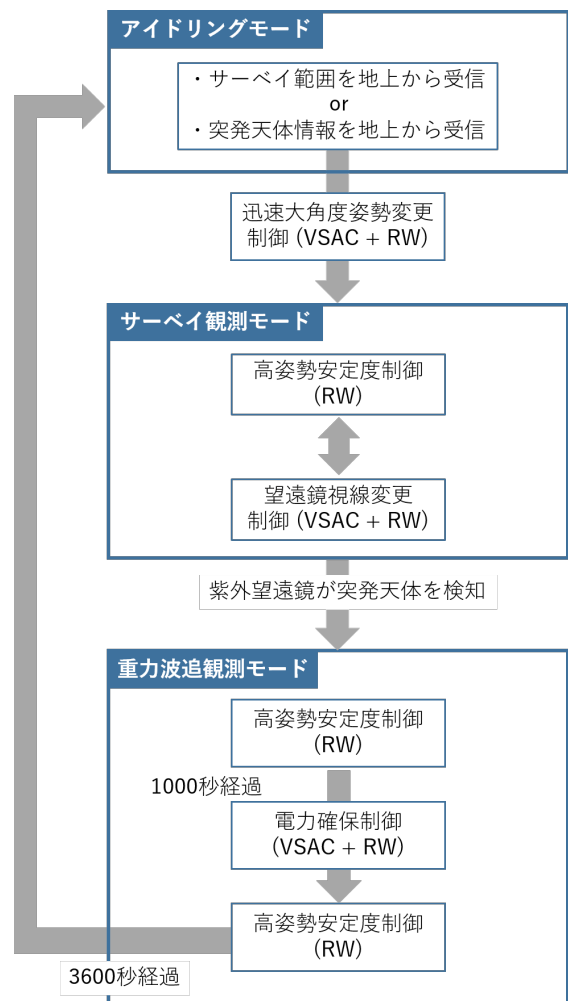 アイドリングモード
・サーベイ範囲を地上から受信
or
・突発天体情報を地上から受信
迅速大角度姿勢変更
制御 (VSAC + RW)
サーベイ観測モード
高姿勢安定度制御
(RW)
望遠鏡視線変更
制御 (VSAC + RW)
紫外望遠鏡が突発天体を検知
重力波追観測モード
高姿勢安定度制御
(RW)
1000秒経過
電力確保制御
(VSAC + RW)
高姿勢安定度制御
(RW)
3600秒経過